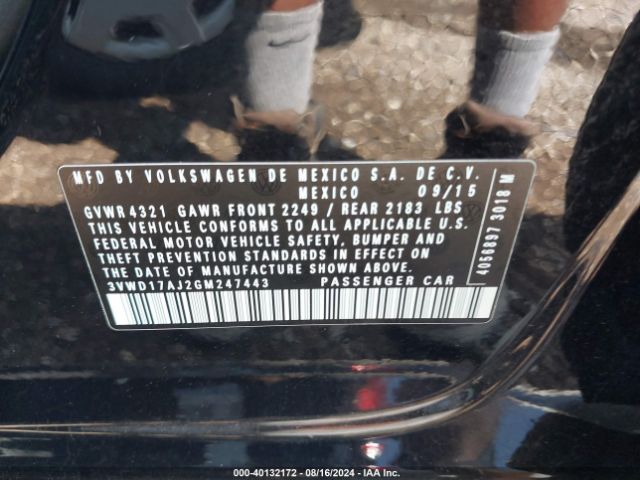 MFD BY VOLKSWAGEN DE MEXICO S.A. DE C.V.
MEXICO 09/15
GVWR 4321 GAWR FRONT 2249 / REAR 2183 LBS
THIS VEHICLE CONFORMS TO ALL APPLICABLE U.S.
FEDERAL MOTOR VEHICLE SAFETY, BUMPER AND
THEFT PREVENTION STANDARDS IN EFFECT ON
THE DATE OF MANUFACTURE SHOWN ABOVE.
3VWD17AJ2GM247443 PASSENGER CAR
4058897 3018 M
000-40132172 - 08/16/2024 - IAAI.COM